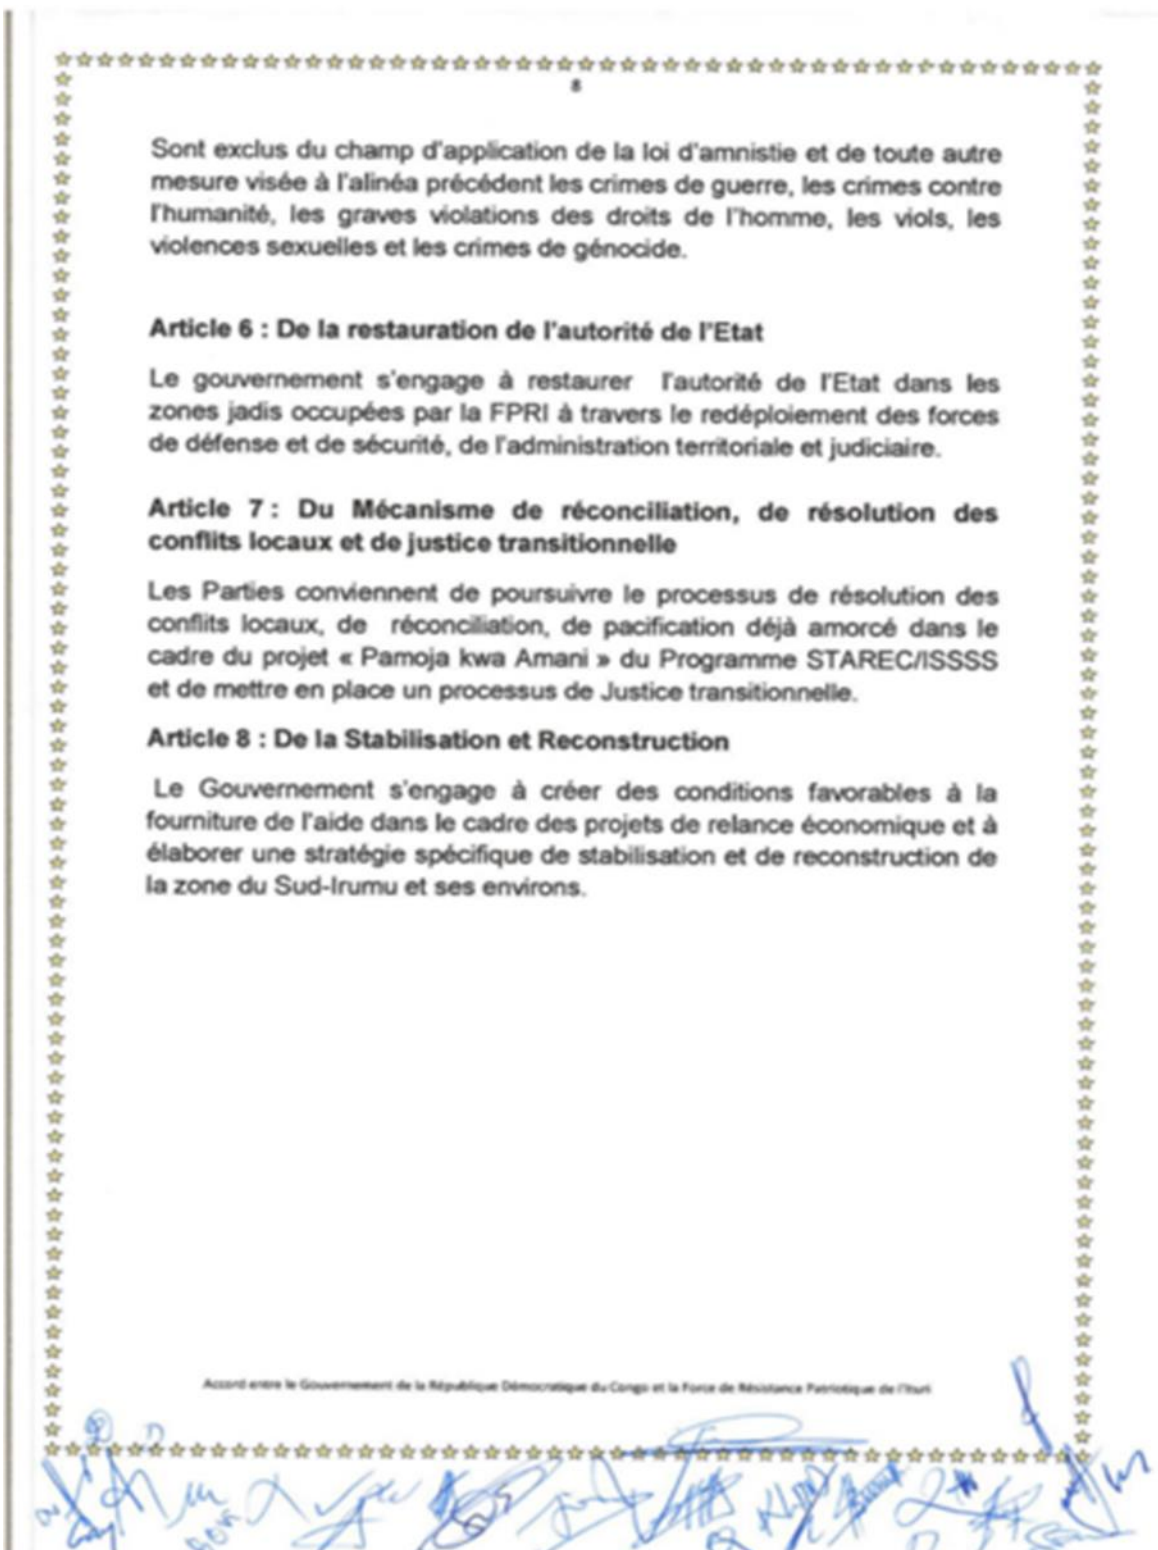 8
Sont exclus du champ d'application de la loi d'amnistie et de toute autre
mesure visée à l'alinéa précédent les crimes de guerre, les crimes contre
l'humanité, les graves violations des droits de l'homme, les viols, les
violences sexuelles et les crimes de génocide.
Article 6 : De la restauration de l'autorité de l'Etat
Le gouvernement s'engage à restaurer l'autorité de l'Etat dans les
zones jadis occupées par la FPRI à travers le redéploiement des forces
de défense et de sécurité, de l'administration territoriale et judiciaire.
Article 7 : Du Mécanisme de réconciliation, de résolution des
conflits locaux et de justice transitionnelle
Les Parties conviennent de poursuivre le processus de résolution des
conflits locaux, de réconciliation, de pacification déjà amorcé dans le
cadre du projet « Pamoja kwa Amani » du Programme STAREC/ISSSS
et de mettre en place un processus de Justice transitionnelle.
Article 8 : De la Stabilisation et Reconstruction
Le Gouvernement s'engage à créer des conditions favorables à la
fourniture de l'aide dans le cadre des projets de relance économique et à
élaborer une stratégie spécifique de stabilisation et de reconstruction de
la zone du Sud-Irumu et ses environs.
Accord entre le Gouvernement de la République Démocratique du Congo et la Force de Résistance Patriotique de l'Ituri